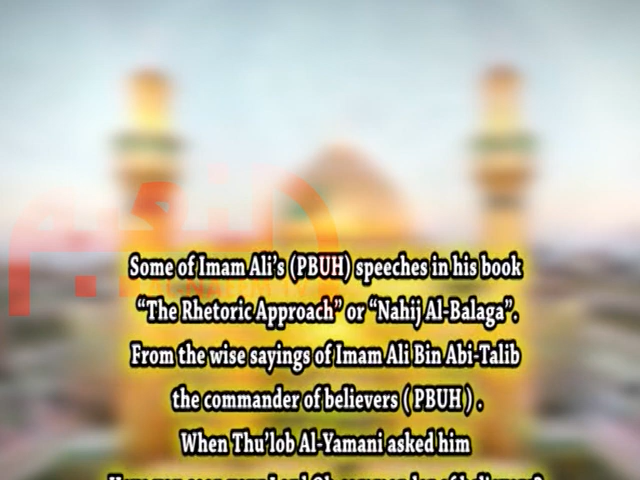 النعيم
ENAEM
Some of Imam Ali's (PBUH) speeches in his book
"The Rhetoric Approach" or "Nahij Al-Balaga".
From the wise sayings of Imam Ali Bin Abi-Talib
the commander of believers ( PBUH ) .
When Thu'lob Al-Yamani asked him